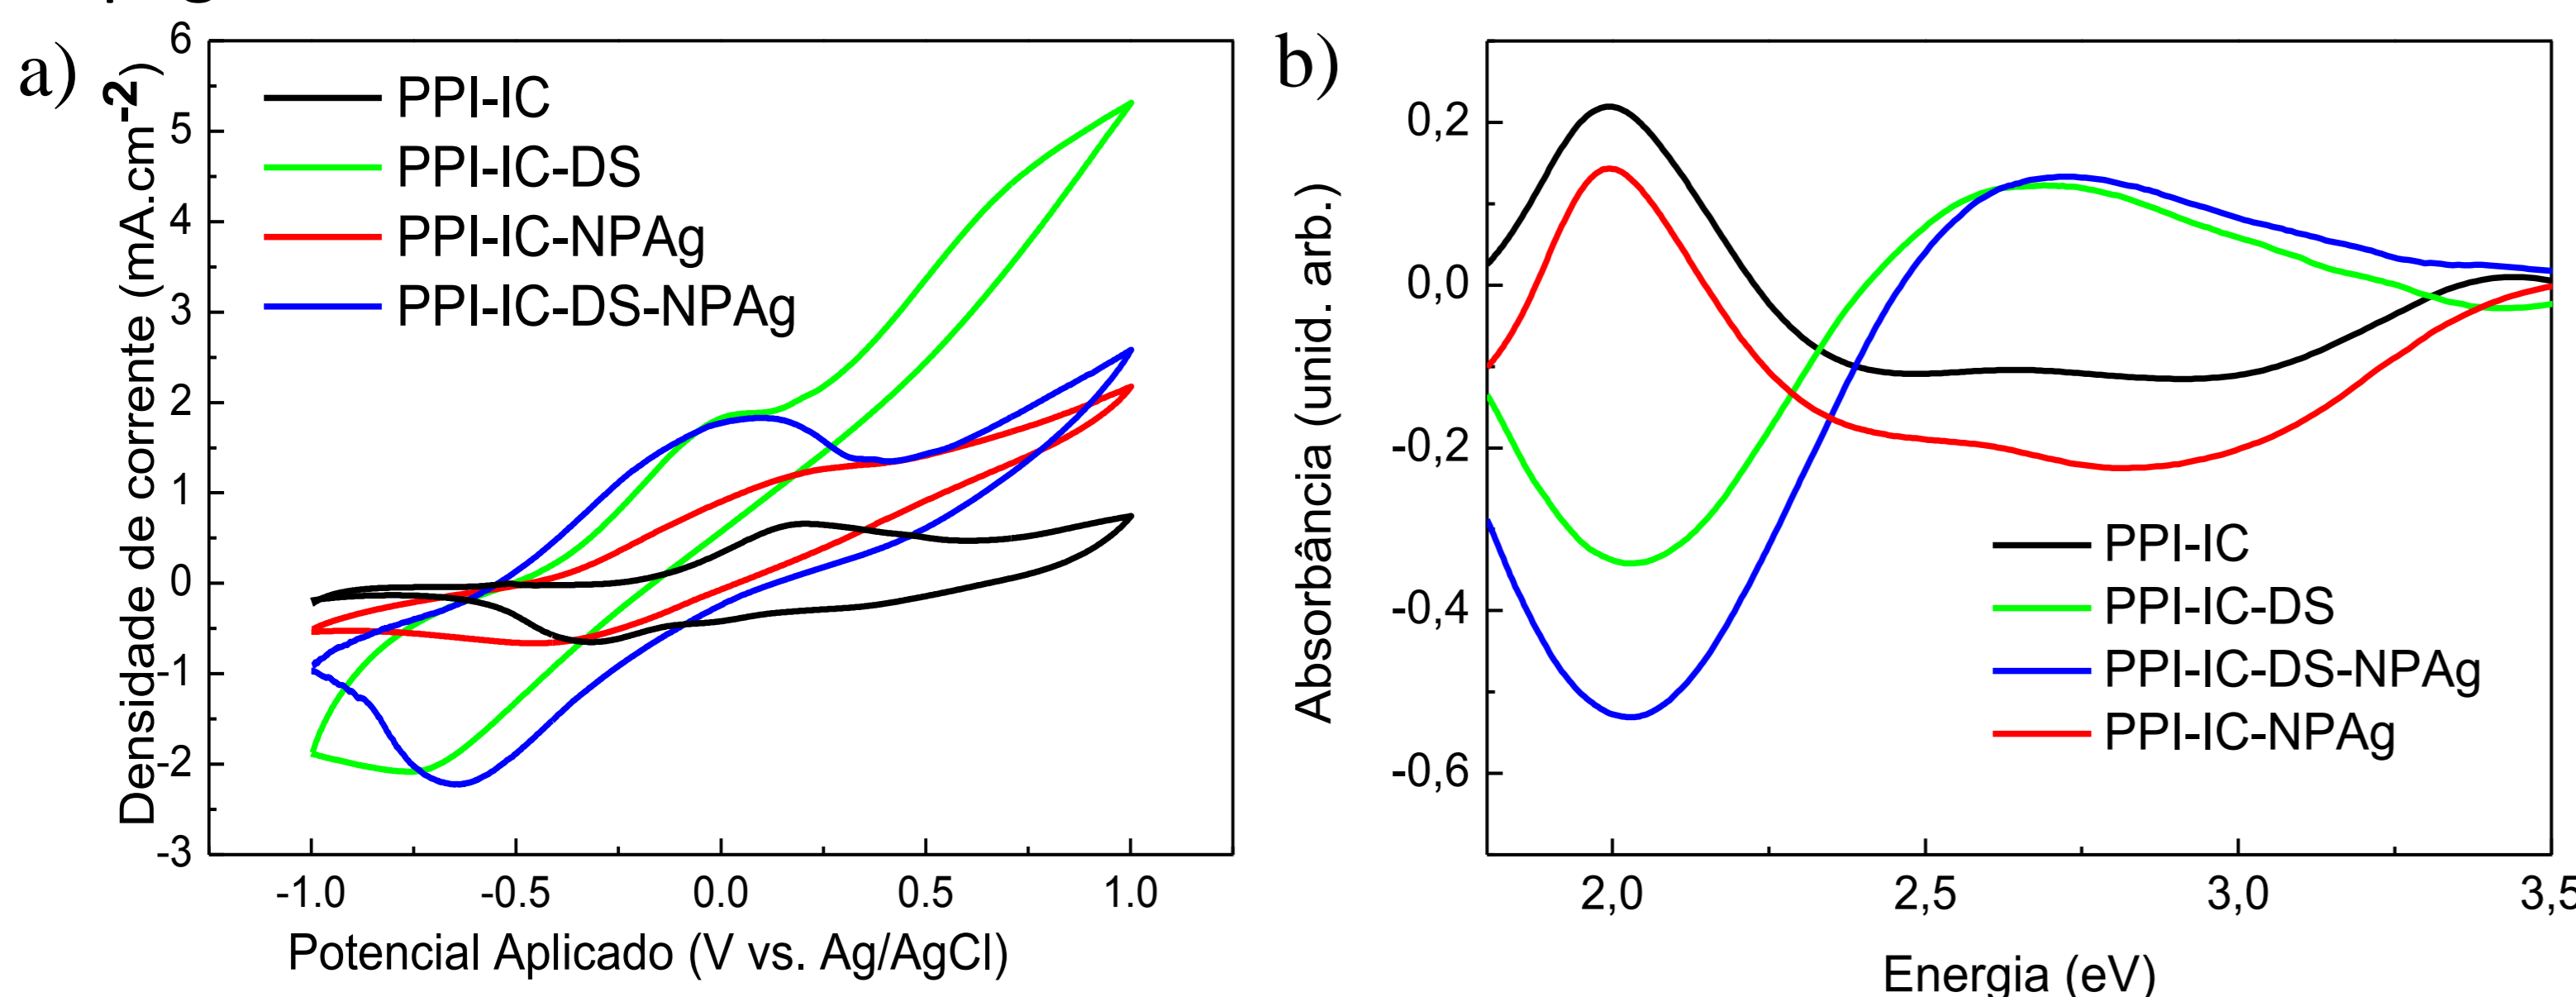 a)
Densidade de corrente (mA.cm-2)
6
5
4
3
2
1
0
-1
-2
-3
PPI-IC
PPI-IC-DS
PPI-IC-NPAg
PPI-IC-DS-NPAg
-1.0 -0.5 0.0 0.5 1.0
Potencial Aplicado (V vs. Ag/AgCl)
b)
Absorbância (unid. arb.)
0,2
0,0
-0,2
-0,4
-0,6
PPI-IC
PPI-IC-DS
PPI-IC-DS-NPAg
PPI-IC-NPAg
2,0 2,5 3,0 3,5
Energia (eV)